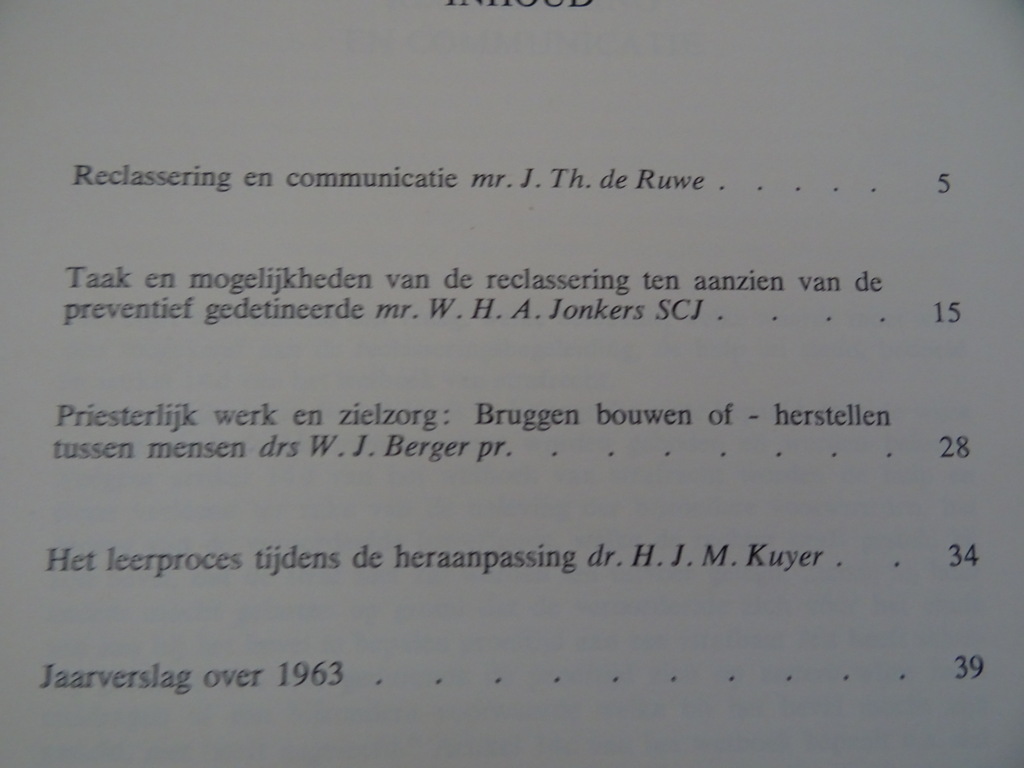 INHOUD
Reclassering en communicatie mr. J. Th. de Ruwe . . . . . 5
Taak en mogelijkheden van de reclassering ten aanzien van de
preventief gedetineerde mr. W. H. A. Jonkers SCJ . . . . 15
Priesterlijk werk en zielzorg: Bruggen bouwen of - herstellen
tussen mensen drs W. J. Berger pr. . . . . . . . 28
Het leerproces tijdens de heraanpassing dr. H. J. M. Kuyer . . 34
Jaarverslag over 1963 . . . . . . . . . . 39